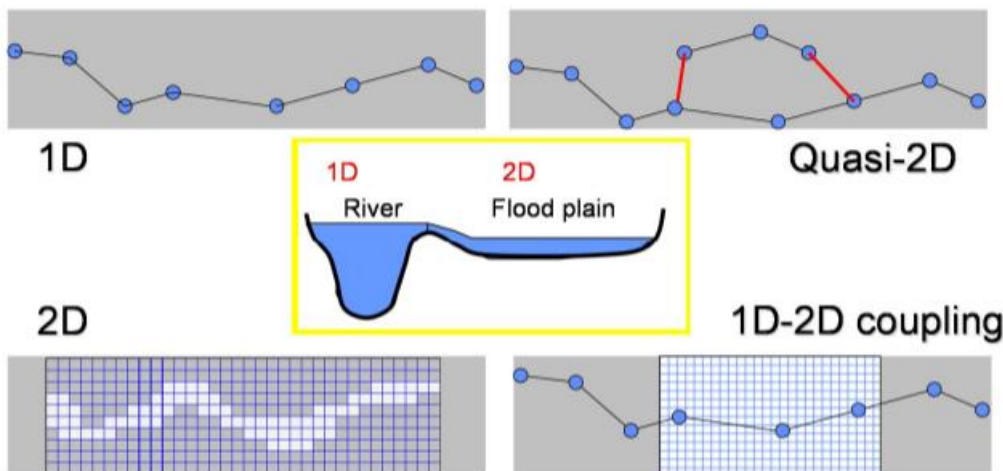 1D
Quasi-2D
1D
2D
River
Flood plain
2D
1D-2D coupling